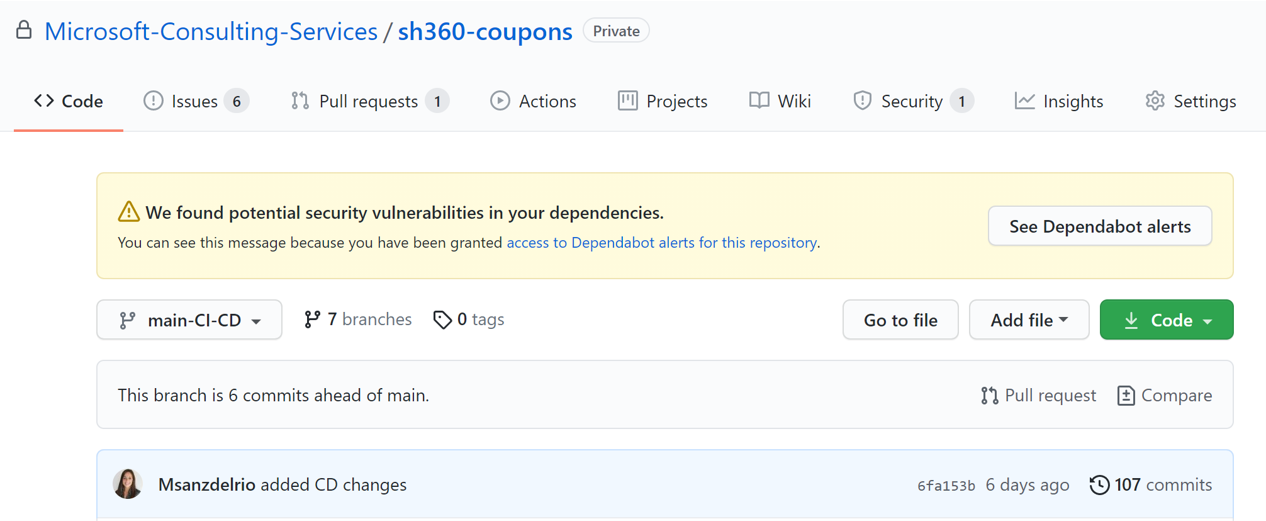 Microsoft-Consulting-Services / sh360-coupons Private
Code Issues 6 Pull requests 1 Actions Projects Wiki Security 1 Insights Settings
We found potential security vulnerabilities in your dependencies.
You can see this message because you have been granted access to Dependabot alerts for this repository.
See Dependabot alerts
main-CI-CD 7 branches 0 tags Go to file Add file Code
This branch is 6 commits ahead of main. Pull request Compare
Msanzdelrio added CD changes 6fa153b 6 days ago 107 commits